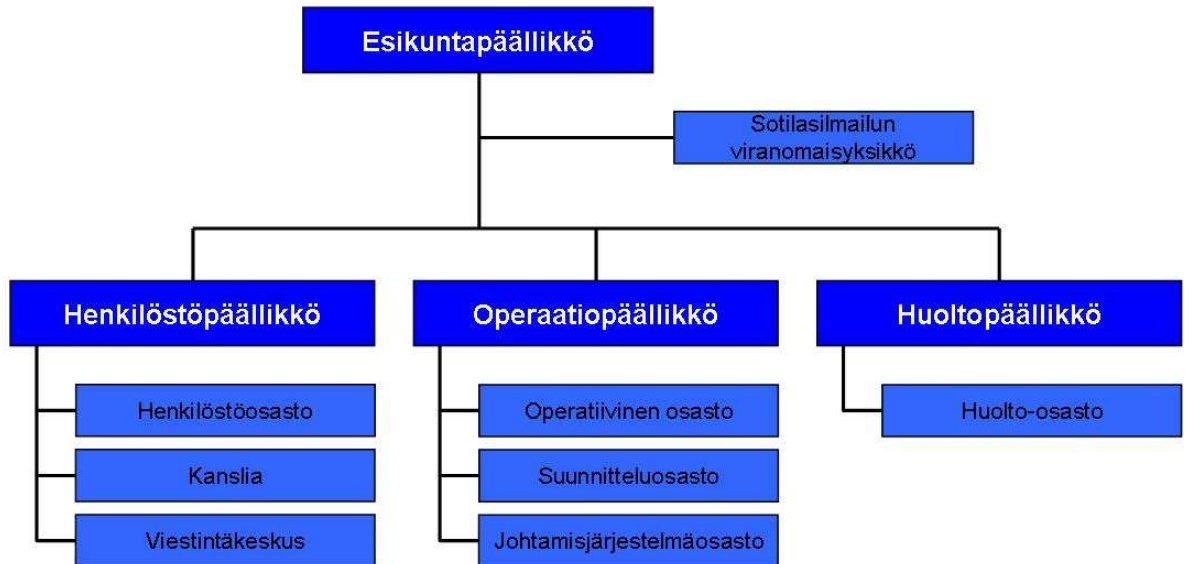 Esikuntapäällikkö
Sotilasilmailun
viranomaisyksikkö
Henkilöstöpäällikkö
Operaatiopäällikkö
Huoltopäällikkö
Henkilöstöosasto
Operatiivinen osasto
Huolto-osasto
Kanslia
Suunnitteluosasto
Viestintäkeskus
Johtamisjärjestelmäosasto